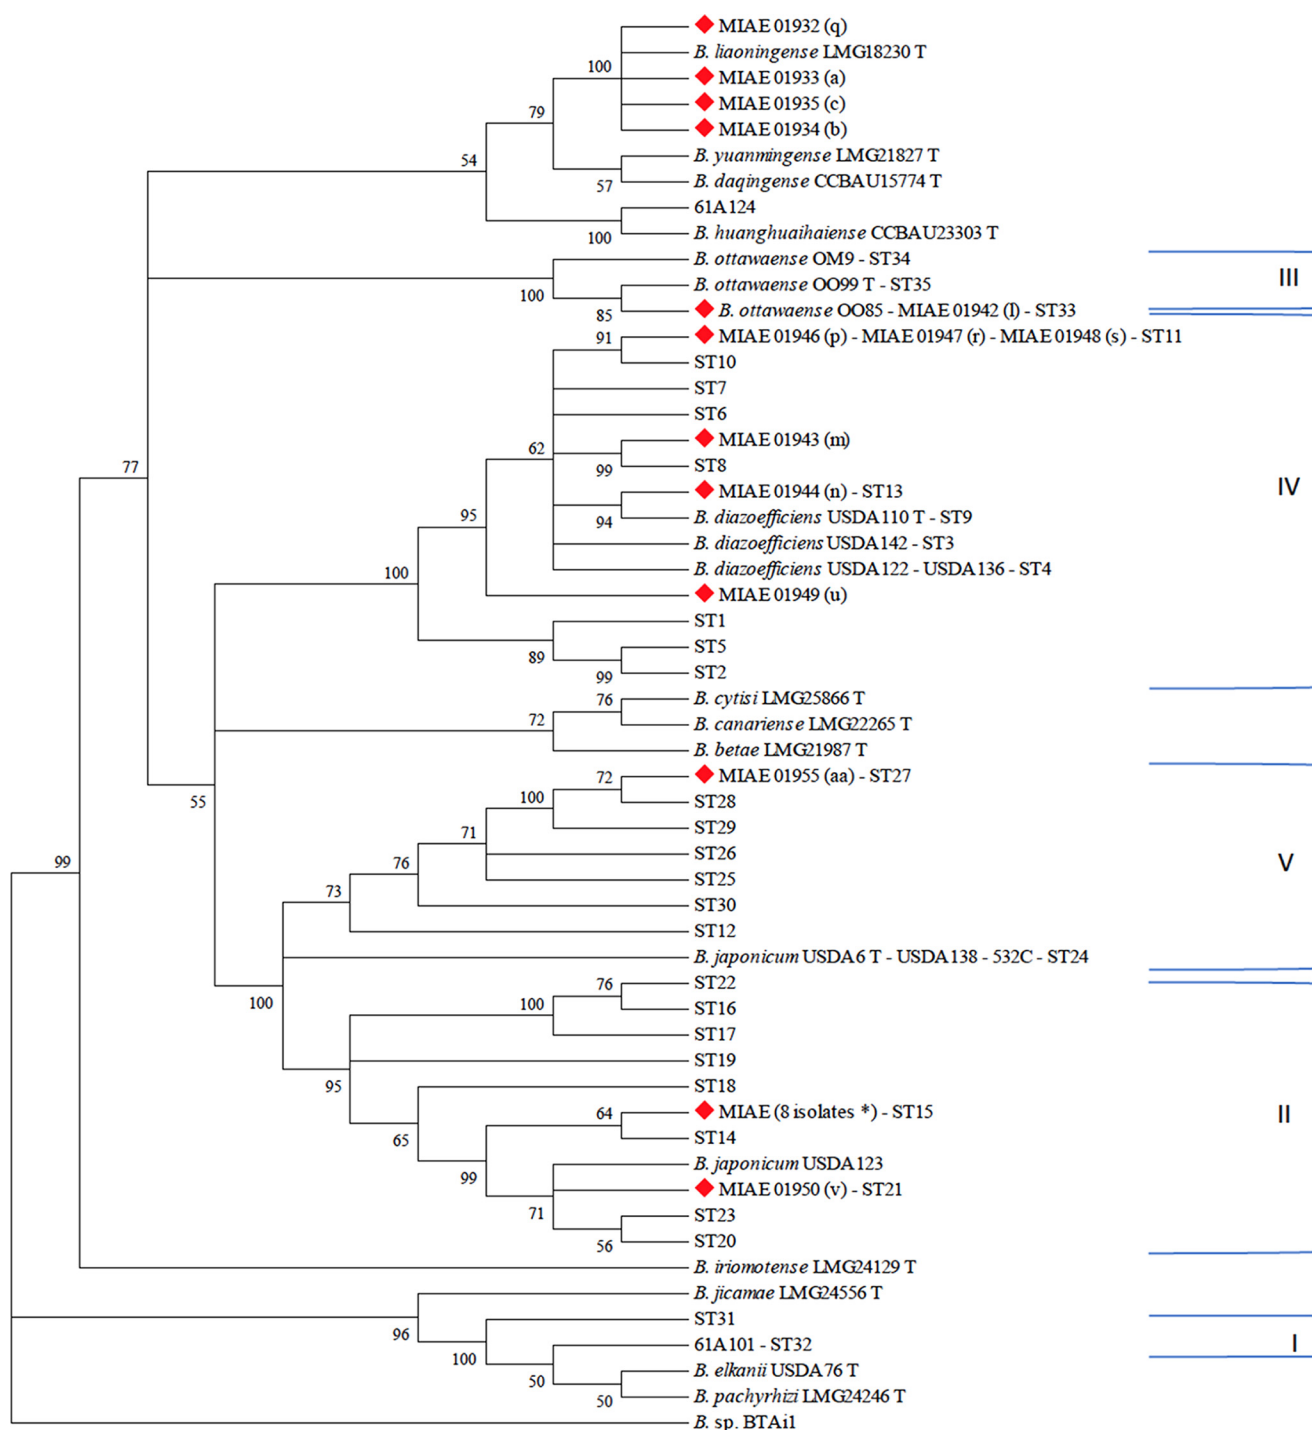 MIAE 01932 (q)
B. liaoningense LMG18230 T
100
MIAE 01933 (a)
MIAE 01935 (c)
79
MIAE 01934 (b)
B. yuanmingense LMG21827 T
54
B. daqingense CCBAU15774 T
57
61A124
B. huanghuaihaiense CCBAU23303 T
100
B. ottawaense OM9 - ST34
III
B. ottawaense OO99 T - ST35
100
B. ottawaense OO85 - MIAE 01942 (l) - ST33
85
MIAE 01946 (p) - MIAE 01947 (r) - MIAE 01948 (s) - ST11
91
ST10
ST7
ST6
MIAE 01943 (m)
62
77
ST8
99
IV
MIAE 01944 (n) - ST13
95
B. diazoefficiens USDA110 T - ST9
94
B. diazoefficiens USDA142 - ST3
B. diazoefficiens USDA122 - USDA136 - ST4
100
MIAE 01949 (u)
ST1
ST5
89
ST2
99
B. cytisi LMG25866 T
76
B. canariense LMG22265 T
72
B. betae LMG21987 T
MIAE 01955 (aa) - ST27
72
ST28
55
100
ST29
71
ST26
99
76
V
ST25
73
ST30
ST12
B. japonicum USDA6 T - USDA138 - 532C - ST24
ST22
76
100
ST16
100
ST17
ST19
95
ST18
MIAE (8 isolates *) - ST15
64
II
ST14
65
B. japonicum USDA123
99
MIAE 01950 (v) - ST21
71
ST23
ST20
56
B. iriomotense LMG24129 T
B. jicamae LMG24556 T
ST31
96
61A101 - ST32
I
100
B. elkanii USDA76 T
50
B. pachyrhizi LMG24246 T
50
B. sp. BTAi1